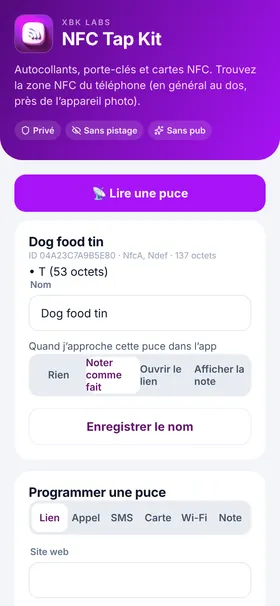 XBK LABS
NFC Tap Kit
Autocollants, porte-clés et cartes NFC. Trouvez
la zone NFC du téléphone (en général au dos,
près de l'appareil photo).
Privé
Sans pistage
Sans pub
📡 Lire une puce
Dog food tin
ID 04A23C7A9B5E80 · NfcA, Ndef · 137 octets
• T (53 octets)
Nom
Dog food tin
Quand j'approche cette puce dans l'app
Rien
Noter
comme
fait
Ouvrir le
lien
Afficher la
note
Enregistrer le nom
Programmer une puce
Lien
Appel
SMS
Carte
Wi-Fi
Note
Site web